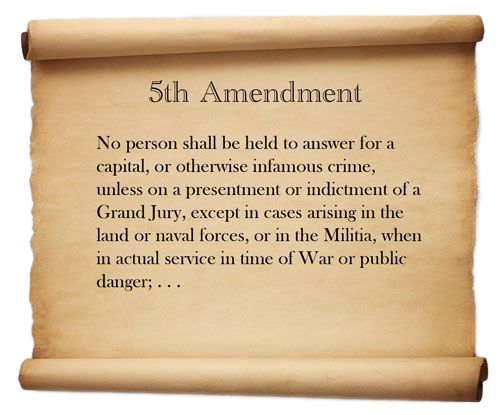 5th Amendment
No person shall be held to answer for a
capital, or otherwise infamous crime,
unless on a presentment or indictment of a
Grand Jury, except in cases arising in the
land or naval forces, or in the Militia, when
in actual service in time of War or public
danger; . . .